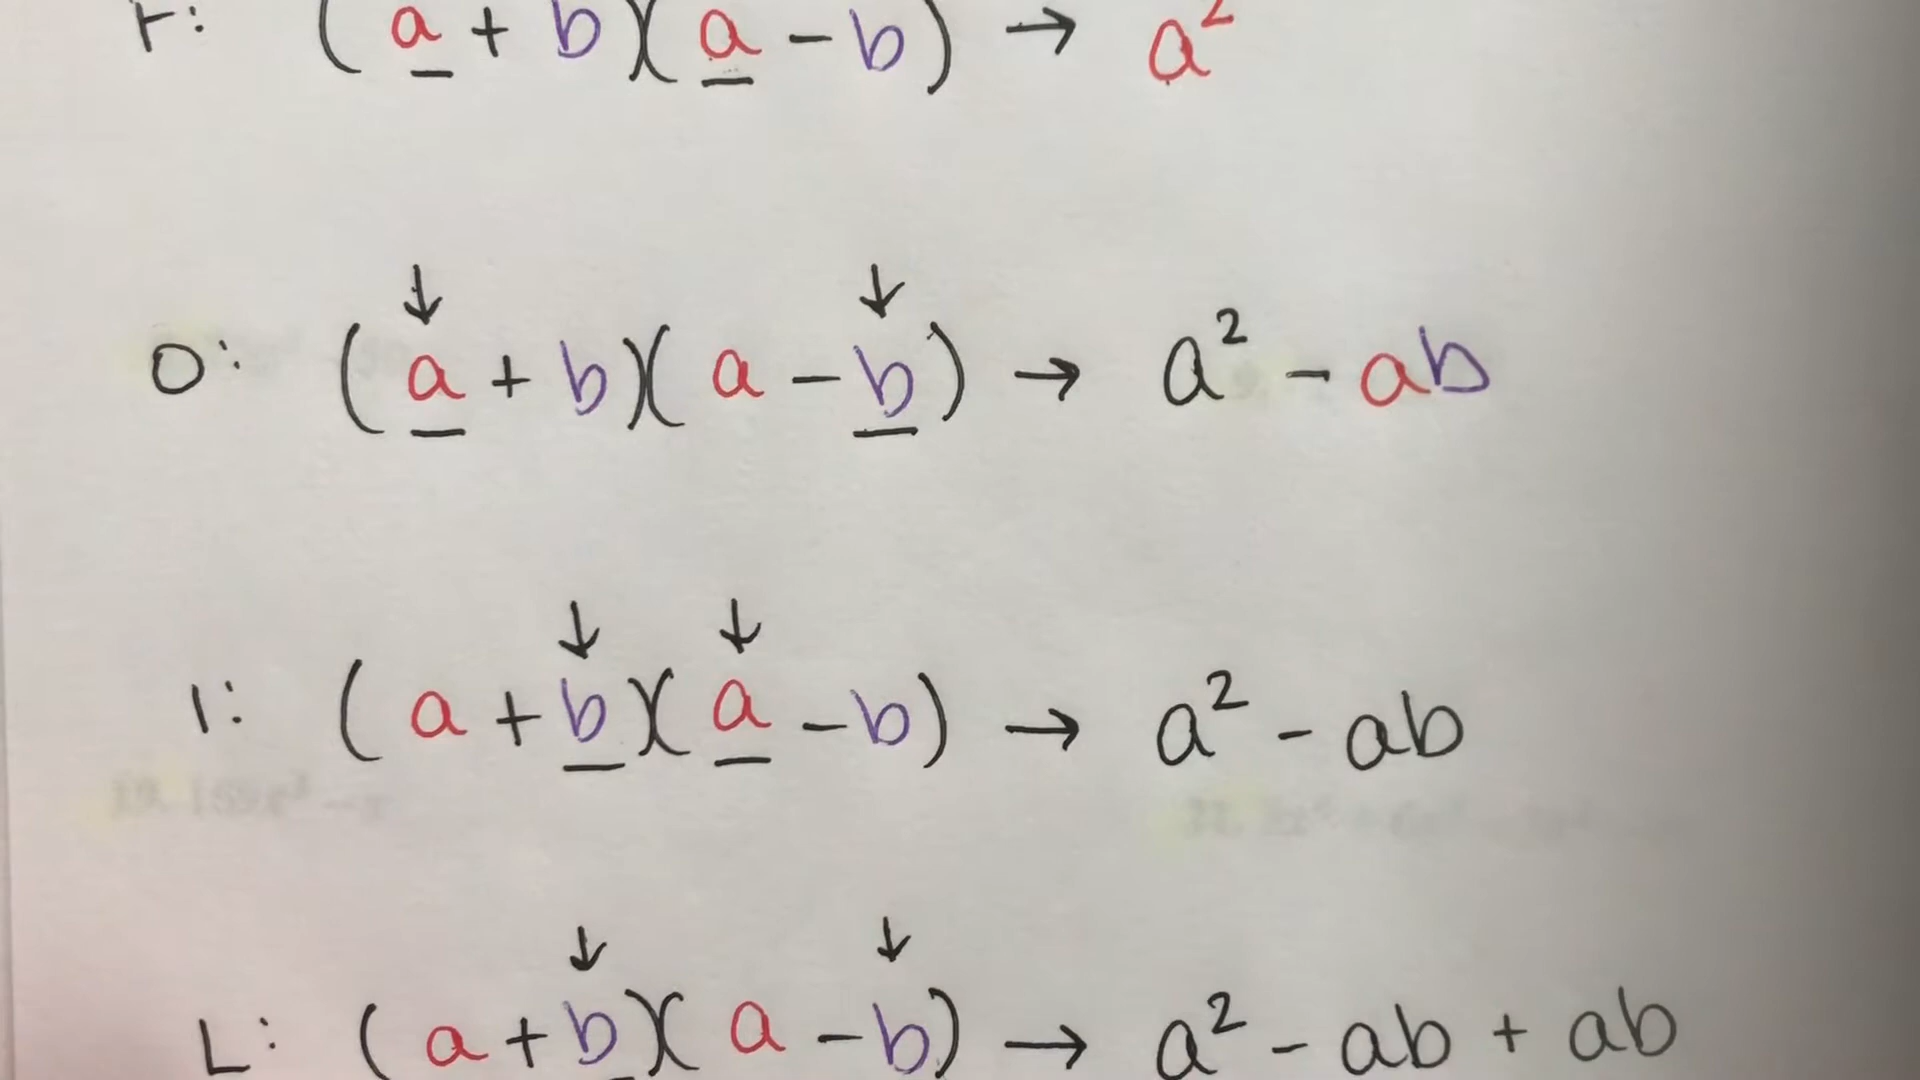 F: (a + b)(a - b) → a²
↓ ↓
O: (a + b)(a - b) → a² - ab
↓ ↓
I: (a + b)(a - b) → a² - ab
↓ ↓
L: (a + b)(a - b) → a² - ab + ab